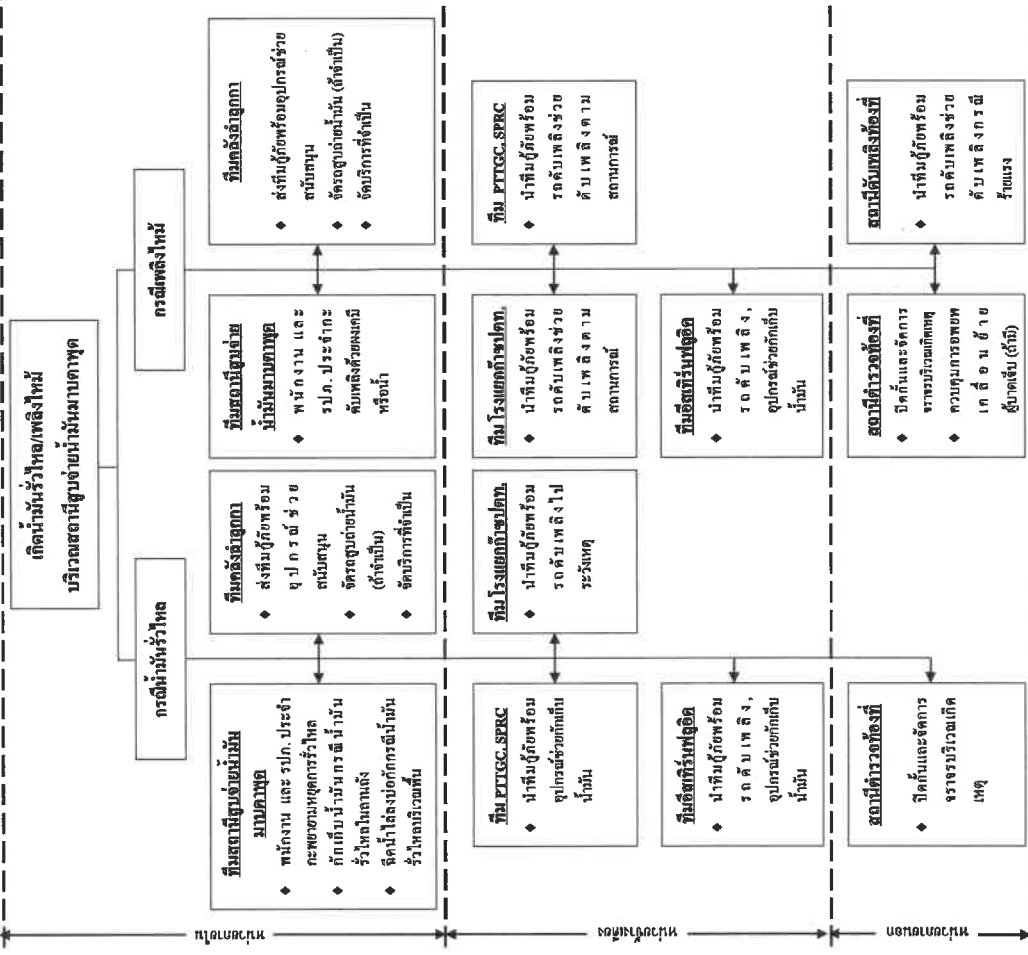 เกิดน้ำมันรั่วไหล/เพลิงไหม้
บริเวณสถานีสูบจ่ายน้ำมันมาบตาพุด
กรณีน้ำมันรั่วไหล
กรณีเพลิงไหม้
หน่วยภายใน
ทีมสถานีสูบจ่ายน้ำมัน
มาบตาพุด
◆ พนักงาน และ รปภ. ประจำ
กะพยายามหยุดการรั่วไหล
◆ กักเก็บน้ำมันกรณีน้ำมัน
รั่วไหลในลานถัง
◆ ฉีดน้ำไล่ลงบ่อกักกรณีน้ำมัน
รั่วไหลบริเวณพื้น
ทีมคลังลำลูกกา
◆ ส่งทีมกู้ภัยพร้อม
อุปกรณ์ช่วย
สนับสนุน
◆ จัดรถสูบถ่ายน้ำมัน
(ถ้าจำเป็น)
◆ จัดบริการที่จำเป็น
ทีมสถานีสูบจ่าย
น้ำมันมาบตาพุด
◆ พนักงาน และ
รปภ. ประจำกะ
ดับเพลิงด้วยผงเคมี
หรือน้ำ
ทีมคลังลำลูกกา
◆ ส่งทีมกู้ภัยพร้อมอุปกรณ์ช่วย
สนับสนุน
◆ จัดรถสูบถ่ายน้ำมัน (ถ้าจำเป็น)
◆ จัดบริการที่จำเป็น
หน่วยข้างเคียง
ทีม PTTGC, SPRC
◆ นำทีมกู้ภัยพร้อม
อุปกรณ์ช่วยกักเก็บ
น้ำมัน
ทีมโรงแยกก๊าซปตท.
◆ นำทีมกู้ภัยพร้อม
รถดับเพลิงไป
ระวังเหตุ
ทีมโรงแยกก๊าซปตท.
◆ นำทีมกู้ภัยพร้อม
รถดับเพลิงช่วย
ดับเพลิงตาม
สถานการณ์
ทีม PTTGC, SPRC
◆ นำทีมกู้ภัยพร้อม
รถดับเพลิงช่วย
ดับเพลิงตาม
สถานการณ์
ทีมอีสเทิร์นฟลูอิด
◆ นำทีมกู้ภัยพร้อม
รถดับเพลิง,
อุปกรณ์ช่วยกักเก็บ
น้ำมัน
ทีมอีสเทิร์นฟลูอิด
◆ นำทีมกู้ภัยพร้อม
รถดับเพลิง,
อุปกรณ์ช่วยกักเก็บ
น้ำมัน
หน่วยภายนอก
สถานีตำรวจท้องที่
◆ ปิดกั้นและจัดการ
จราจรบริเวณเกิด
เหตุ
สถานีตำรวจท้องที่
◆ ปิดกั้นและจัดการ
จราจรบริเวณเกิดเหตุ
◆ ควบคุมการอพยพ
เคลื่อนย้าย
ผู้บาดเจ็บ (ถ้ามี)
สถานีดับเพลิงท้องที่
◆ นำทีมกู้ภัยพร้อม
รถดับเพลิงช่วย
ดับเพลิงกรณี
ร้ายแรง